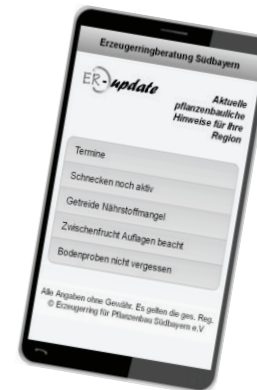 Erzeugerringberatung Südbayern
ER-update
Aktuelle
pflanzenbauliche
Hinweise für Ihre
Region
Termine
Schnecken noch aktiv
Getreide Nährstoffmangel
Zwischenfrucht Auflagen beacht
Bodenproben nicht vergessen
Alle Angaben ohne Gewähr. Es gelten die ges. Reg.
© Erzeugerring für Pflanzenbau Südbayern e.V